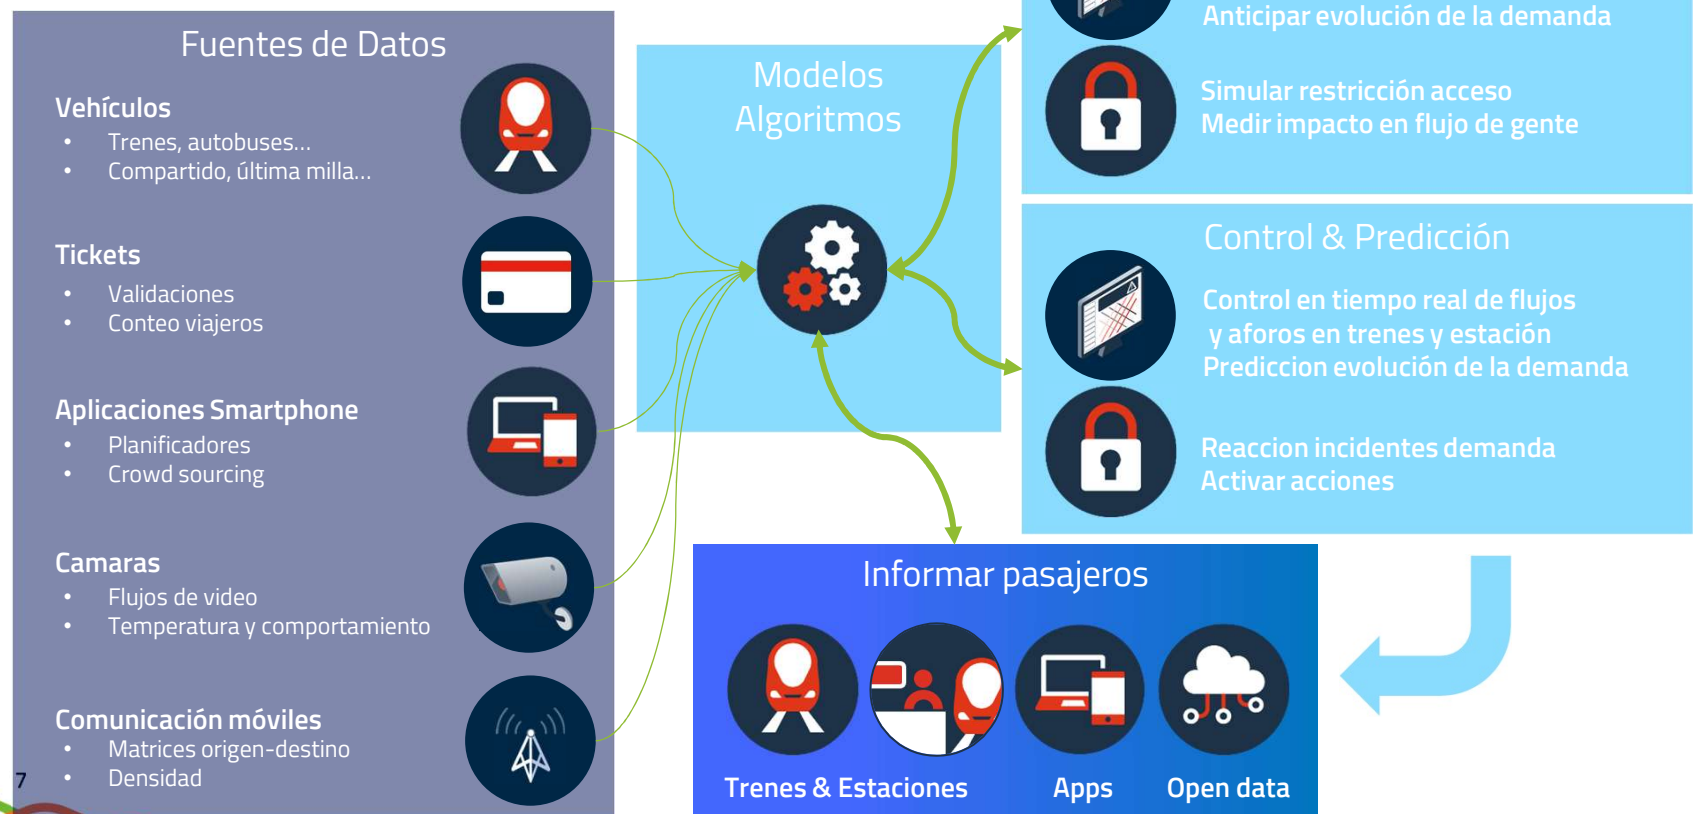 Fuentes de Datos
Vehículos
• Trenes, autobuses...
• Compartido, última milla...
Tickets
• Validaciones
• Conteo viajeros
Aplicaciones Smartphone
• Planificadores
• Crowd sourcing
Camaras
• Flujos de video
• Temperatura y comportamiento
Comunicación móviles
• Matrices origen-destino
• Densidad
7
Modelos
Algoritmos
Anticipar evolución de la demanda
Simular restricción acceso
Medir impacto en flujo de gente
Control & Predicción
Control en tiempo real de flujos
y aforos en trenes y estación
Prediccion evolución de la demanda
Reaccion incidentes demanda
Activar acciones
Informar pasajeros
Trenes & Estaciones
Apps
Open data